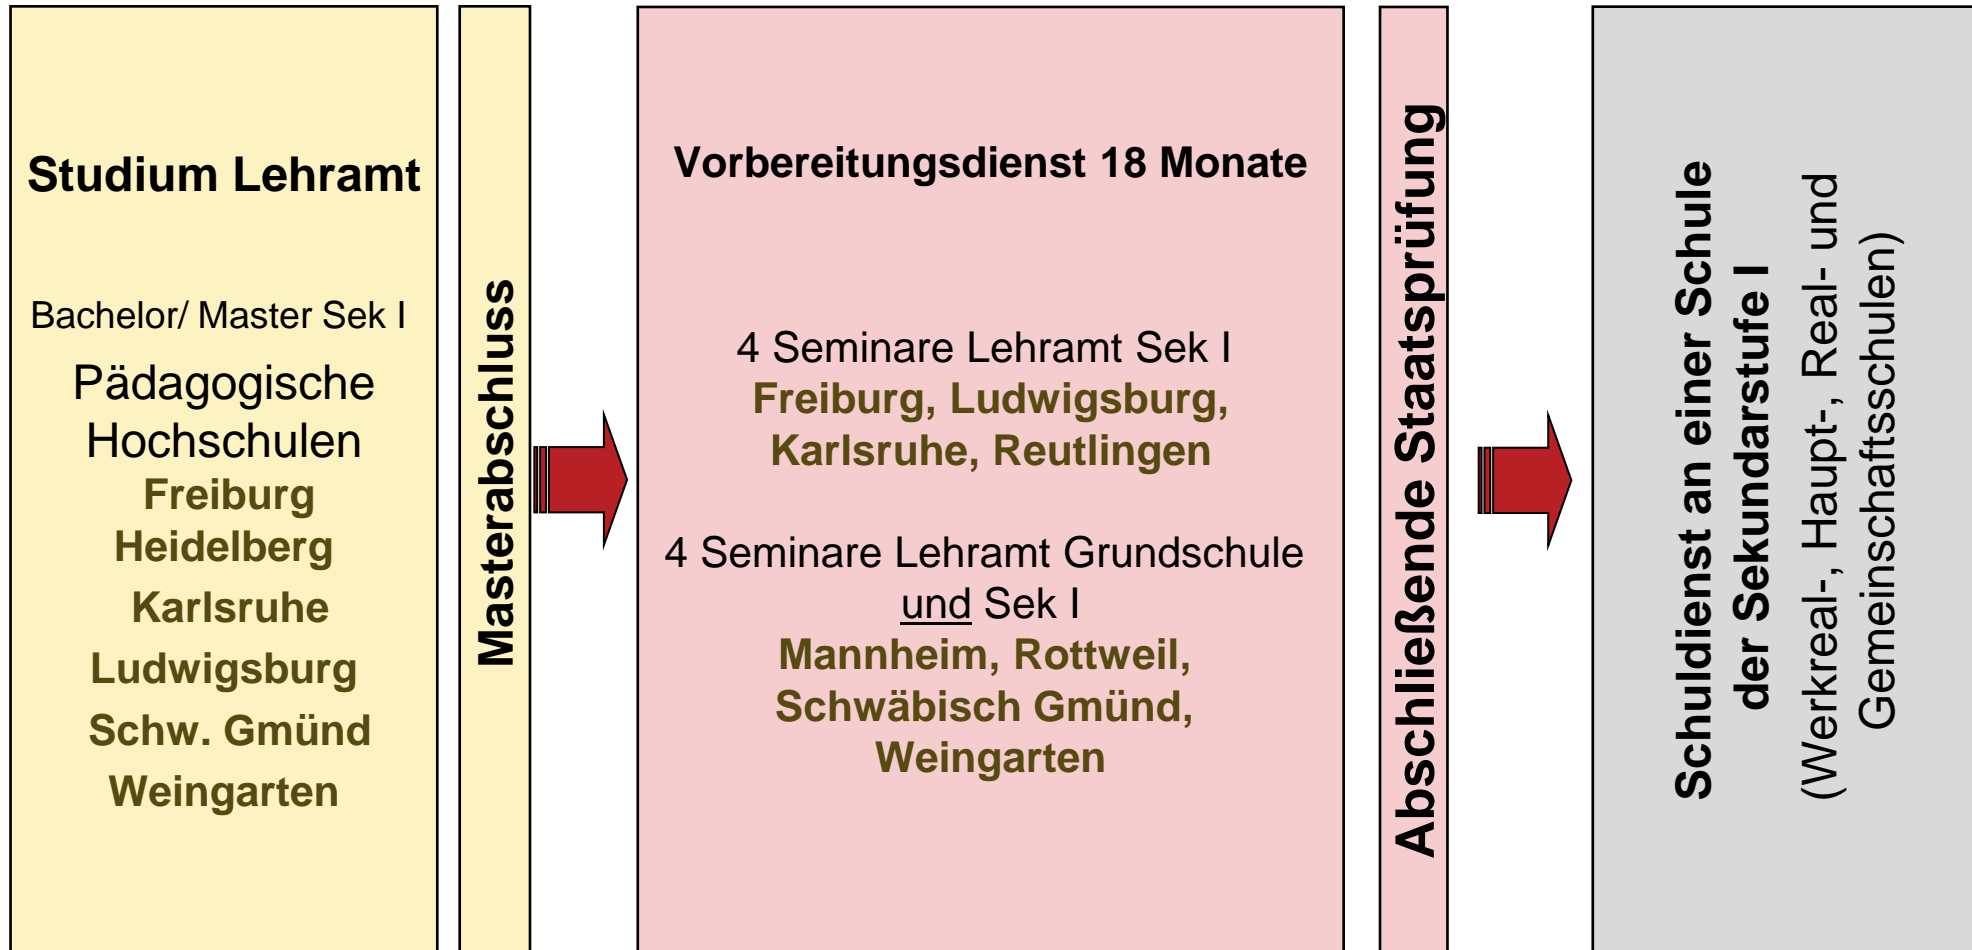 Studium Lehramt
Bachelor/ Master Sek I
Pädagogische
Hochschulen
Freiburg
Heidelberg
Karlsruhe
Ludwigsburg
Schw. Gmünd
Weingarten
Masterabschluss
Vorbereitungsdienst 18 Monate
4 Seminare Lehramt Sek I
Freiburg, Ludwigsburg,
Karlsruhe, Reutlingen
4 Seminare Lehramt Grundschule
und Sek I
Mannheim, Rottweil,
Schwäbisch Gmünd,
Weingarten
Abschließende Staatsprüfung
Schuldienst an einer Schule
der Sekundarstufe I
(Werkreal-, Haupt-, Real- und
Gemeinschaftsschulen)